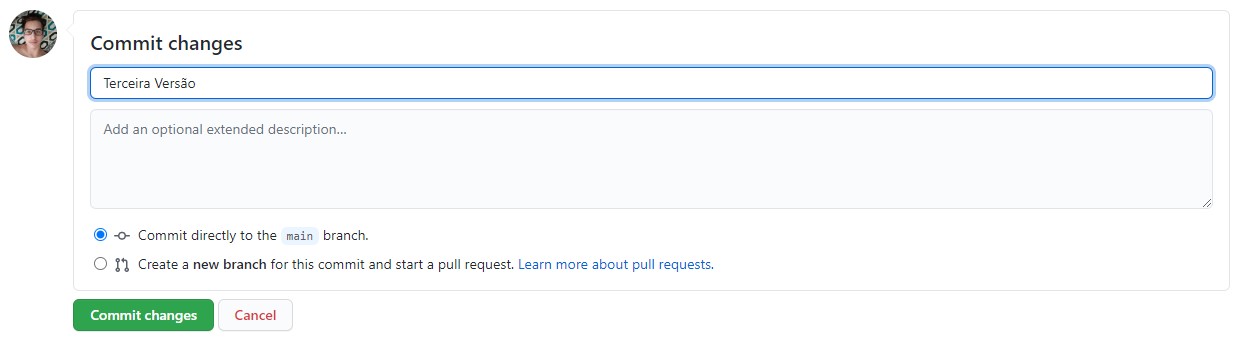 Commit changes
Terceira Versão
Add an optional extended description...
Commit directly to the main branch.
Create a new branch for this commit and start a pull request. Learn more about pull requests.
Commit changes Cancel